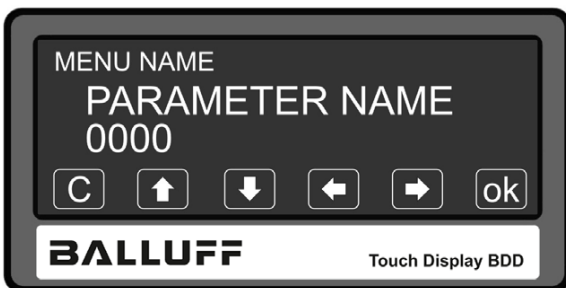 MENU NAME
PARAMETER NAME
0000
C ok
BALLUFF Touch Display BDD